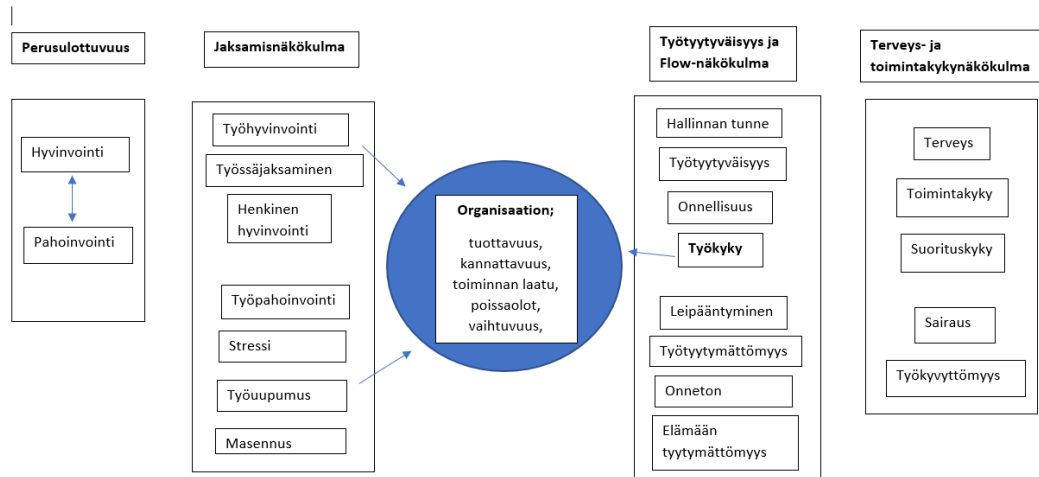 Perusulottuvuus
Hyvinvointi
Pahoinvointi
Jaksamisnäkökulma
Työhyvinvointi
Työssäjaksaminen
Henkinen
hyvinvointi
Työpahoinvointi
Stressi
Työuupumus
Masennus
Organisaation;
tuottavuus,
kannattavuus,
toiminnan laatu,
poissaolot,
vaihtuvuus,
Työtyytyväisyys ja
Flow-näkökulma
Hallinnan tunne
Työtyytyväisyys
Onnellisuus
Työkyky
Leipääntyminen
Työtyytymättömyys
Onneton
Elämään
tyytymättömyys
Terveys- ja
toimintakykynäkökulma
Terveys
Toimintakyky
Suorituskyky
Sairaus
Työkyvyttömyys